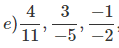 e) 4/11, 3/-5, -1/-2,